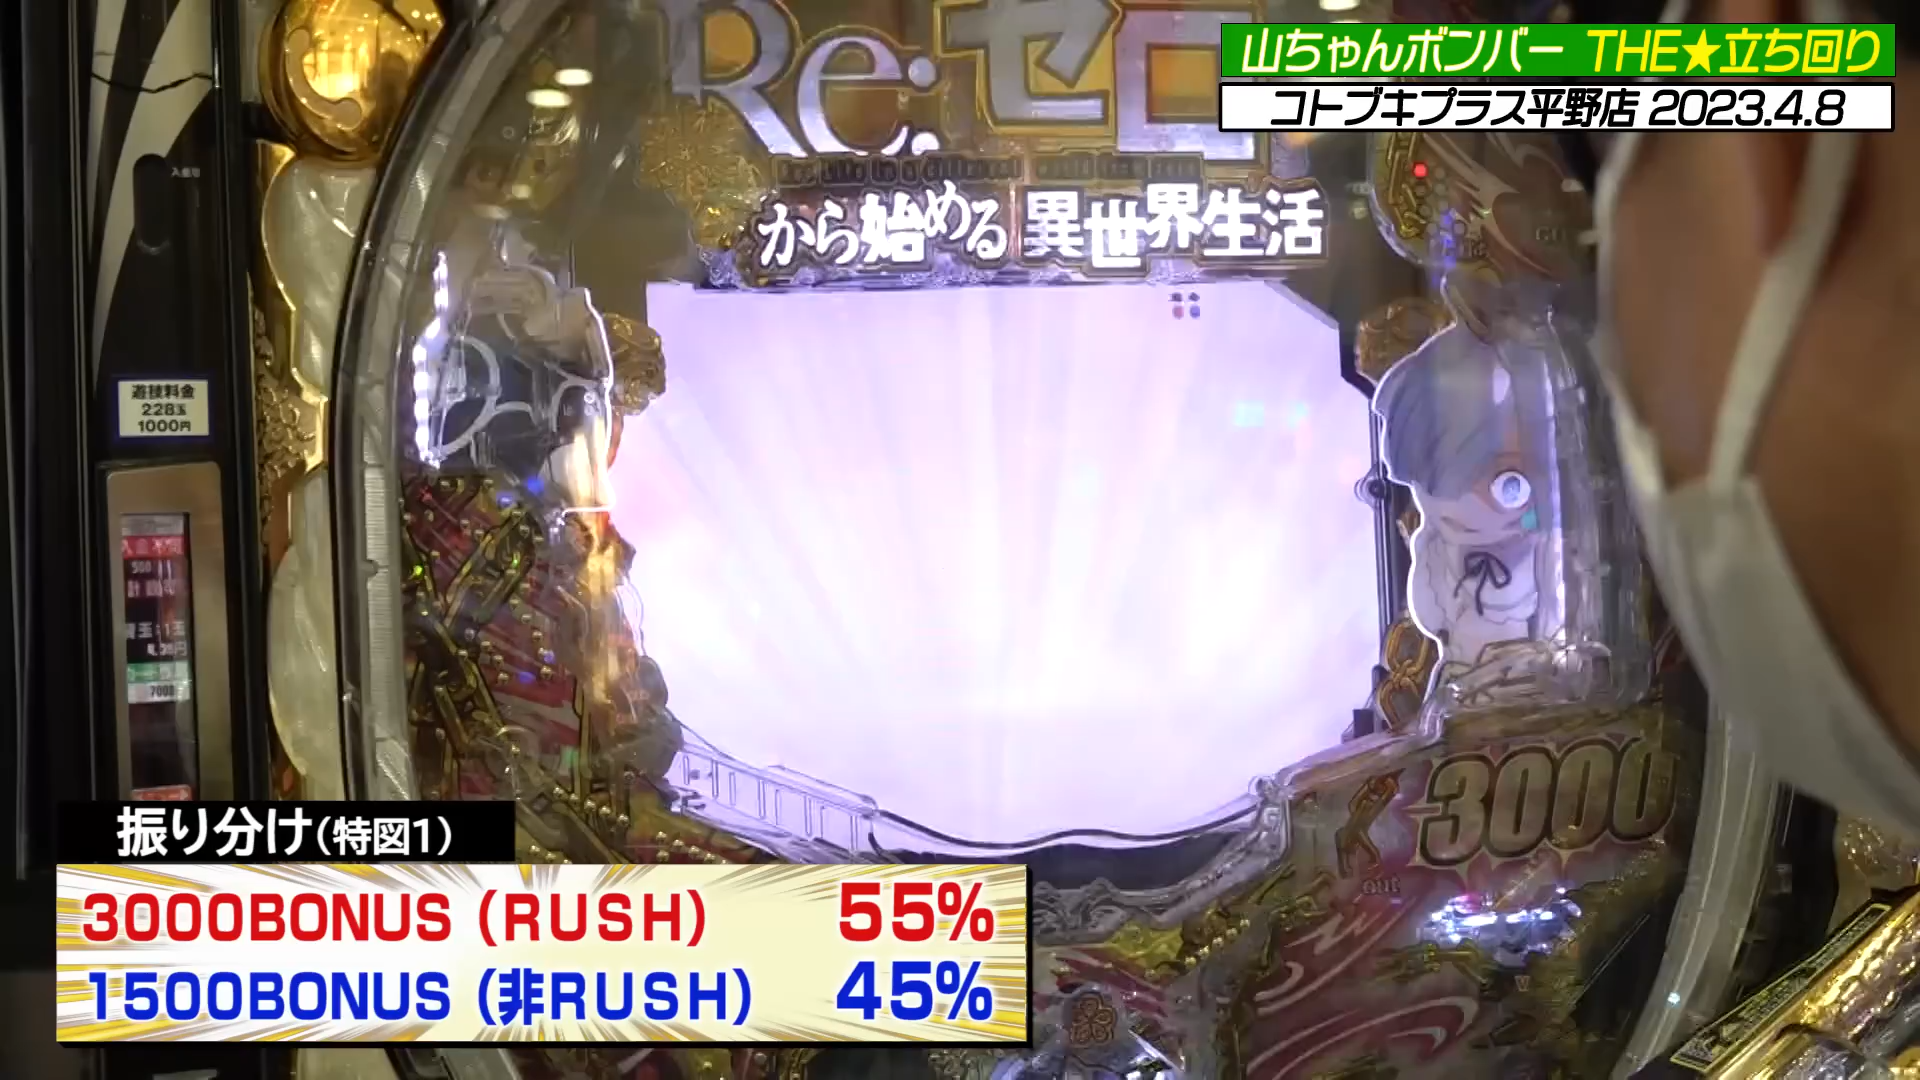 山ちゃんボンバー THE★立ち回り
コトブキプラス平野店 2023.4.8
Re:ゼロ
から始める異世界生活
遊技料金
228玉
1000円
3000
out
振り分け(特図1)
3000BONUS (RUSH) 55%
1500BONUS (非RUSH) 45%